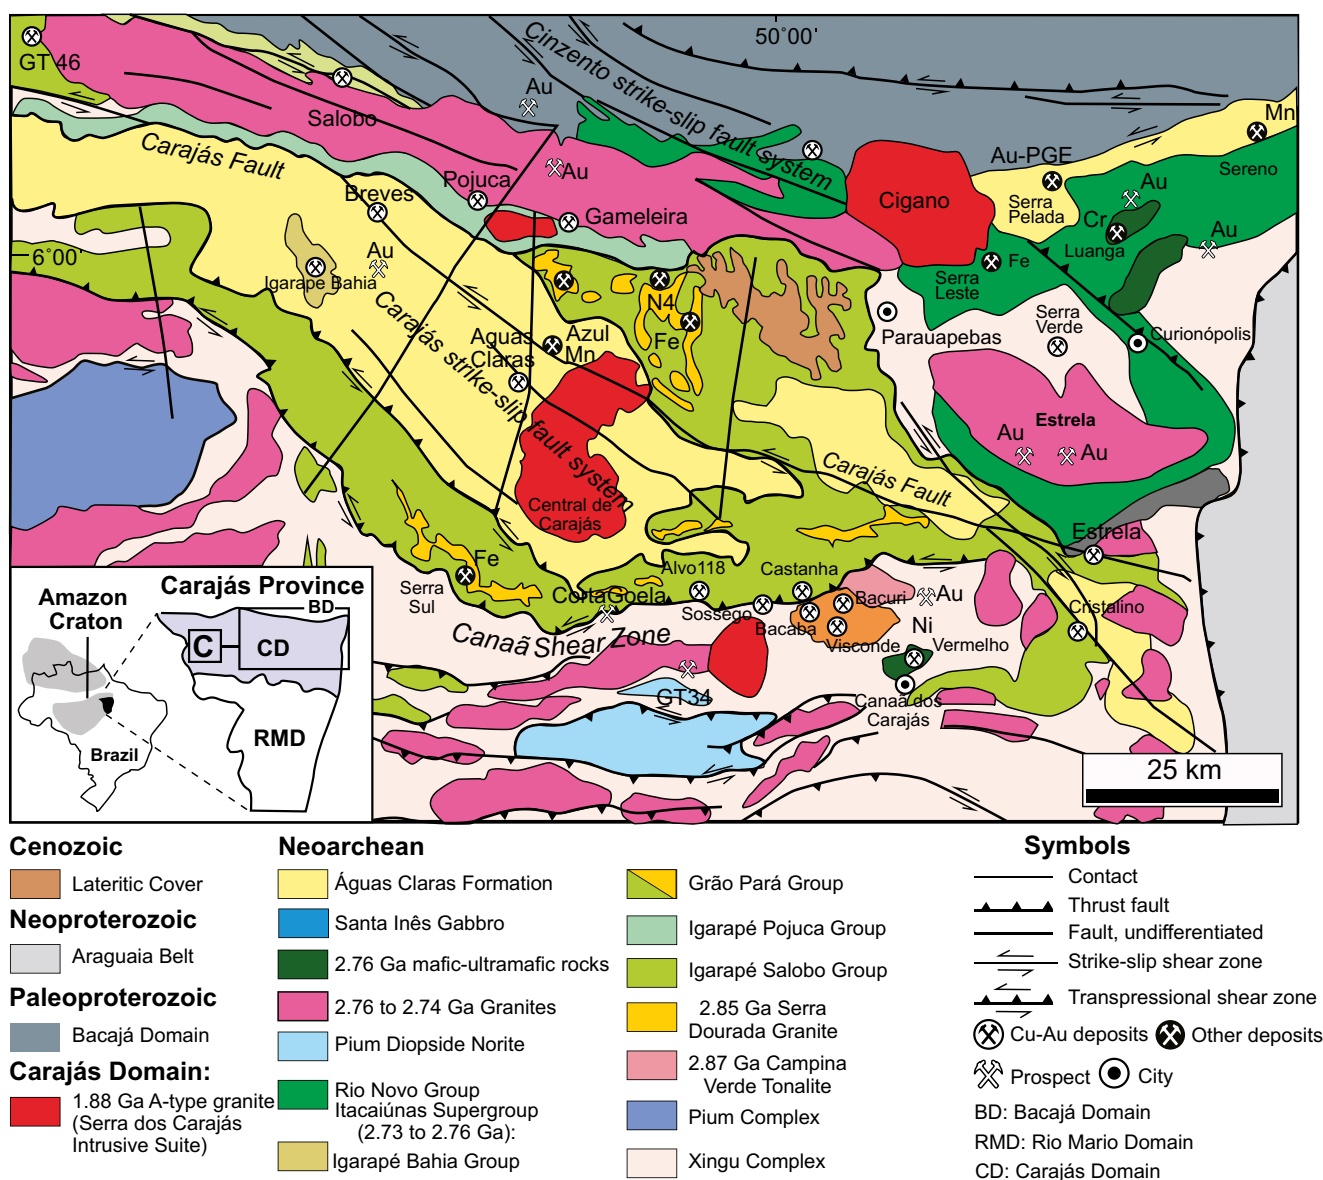 50°00'
GT 46
Cinzento strike-slip fault system
Au
Salobo
Mn
Carajás Fault
Au-PGE
Sereno
Au
Pojuca
Breves
Cigano
Serra
Pelada
Au
Gameleira
Cr
Au
Luanga
6°00'
Au
Igarape Bahia
Fe
Serra
Leste
N4
Fe
Carajás strike-slip fault system
Aguas
Claras
Azul
Mn
Parauapebas
Serra
Verde
Curionópolis
Estrela
Au
Au
Carajás Fault
Central de
Carajás
Estrela
Fe
Serra
Sul
Alvo118
Castanha
CortaGoela
Sossego
Bacaba
Bacuri
Au
Cristalino
Visconde
Ni
Vermelho
Canaã Shear Zone
GT34
Canaã dos
Carajás
25 km
Carajás Province
Amazon
Craton
BD
C
CD
RMD
Brazil
Cenozoic
Lateritic Cover
Neoproterozoic
Araguaia Belt
Paleoproterozoic
Bacajá Domain
Carajás Domain:
1.88 Ga A-type granite
(Serra dos Carajás
Intrusive Suite)
Neoarchean
Águas Claras Formation
Santa Inês Gabbro
2.76 Ga mafic-ultramafic rocks
2.76 to 2.74 Ga Granites
Pium Diopside Norite
Rio Novo Group
Itacaiúnas Supergroup
(2.73 to 2.76 Ga):
Igarapé Bahia Group
Grão Pará Group
Igarapé Pojuca Group
Igarapé Salobo Group
2.85 Ga Serra
Dourada Granite
2.87 Ga Campina
Verde Tonalite
Pium Complex
Xingu Complex
Symbols
Contact
Thrust fault
Fault, undifferentiated
Strike-slip shear zone
Transpressional shear zone
Cu-Au deposits
Other deposits
Prospect
City
BD: Bacajá Domain
RMD: Rio Mario Domain
CD: Carajás Domain